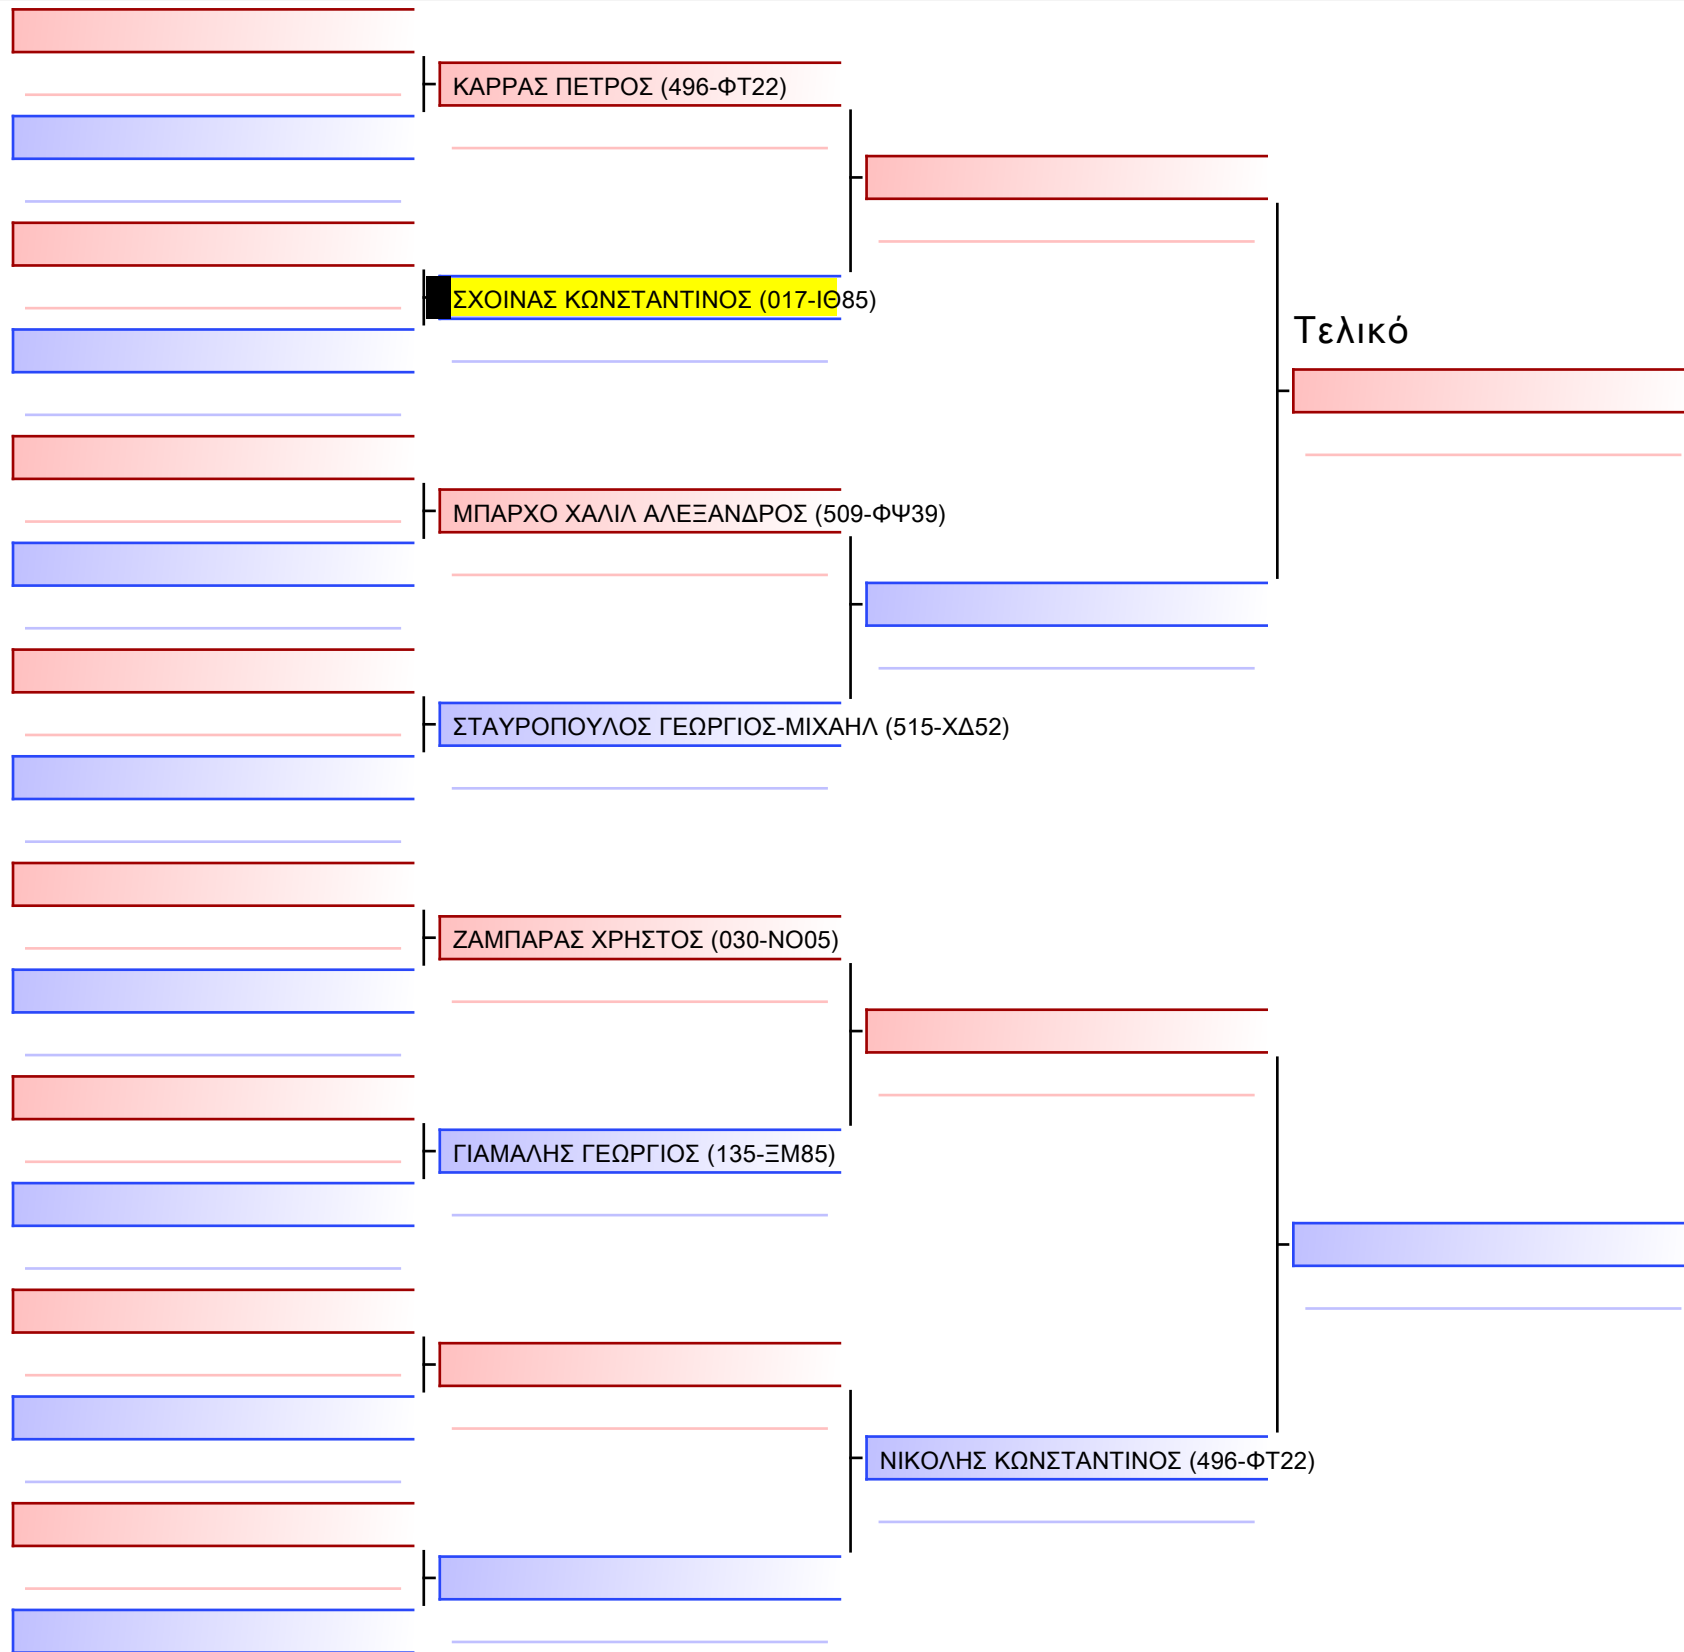 ΚΑΡΡΑΣ ΠΕΤΡΟΣ (496-ΦΤ22)
ΣΧΟΙΝΑΣ ΚΩΝΣΤΑΝΤΙΝΟΣ (017-ΙΘ85)
Τελικό
ΜΠΑΡΧΟ ΧΑΛΙΛ ΑΛΕΞΑΝΔΡΟΣ (509-ΦΨ39)
ΣΤΑΥΡΟΠΟΥΛΟΣ ΓΕΩΡΓΙΟΣ-ΜΙΧΑΗΛ (515-ΧΔ52)
ΖΑΜΠΑΡΑΣ ΧΡΗΣΤΟΣ (030-ΝΟ05)
ΓΙΑΜΑΛΗΣ ΓΕΩΡΓΙΟΣ (135-ΞΜ85)
ΝΙΚΟΛΗΣ ΚΩΝΣΤΑΝΤΙΝΟΣ (496-ΦΤ22)